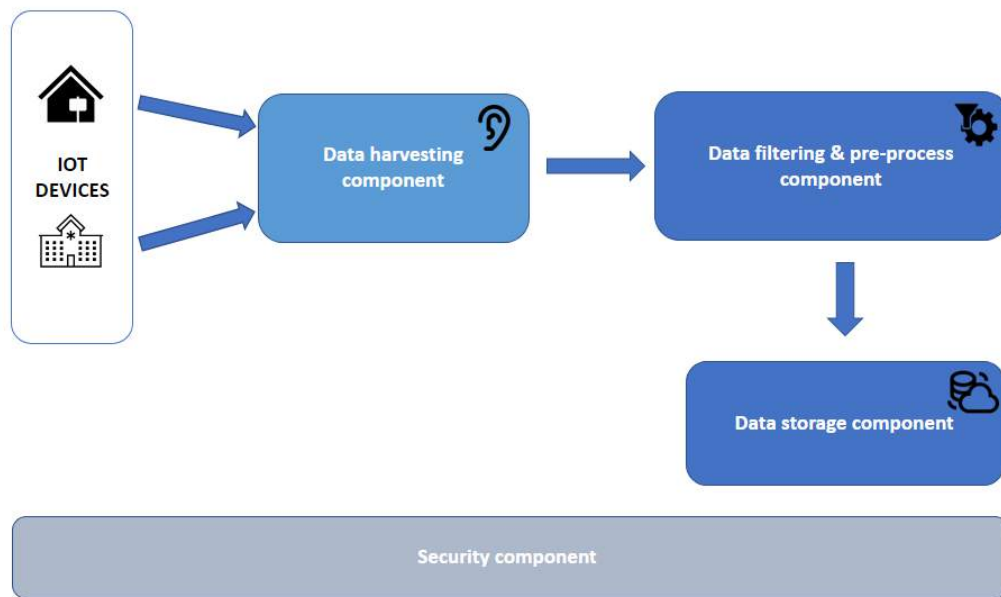 IOT
DEVICES
Data harvesting
component
Data filtering & pre-process
component
Data storage component
Security component